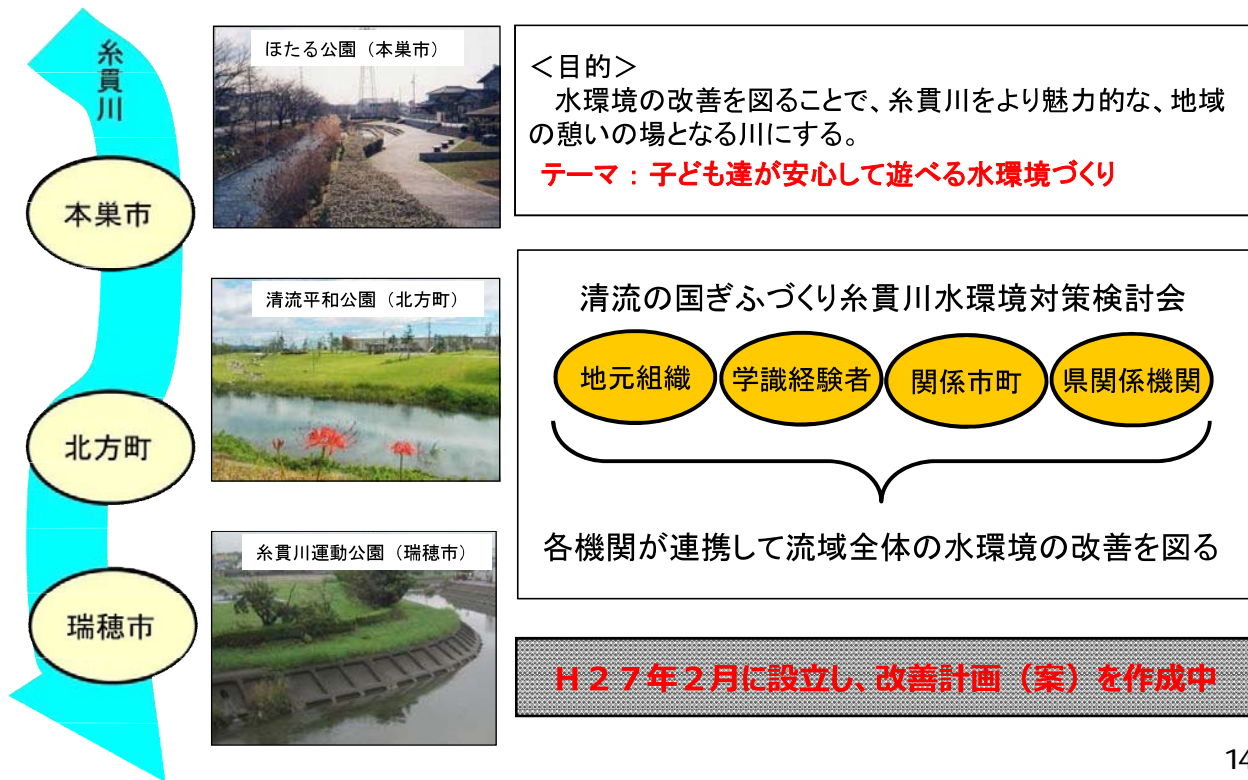 糸貫川
本巣市
北方町
瑞穂市
ほたる公園（本巣市）
清流平和公園（北方町）
糸貫川運動公園（瑞穂市）
＜目的＞
水環境の改善を図ることで、糸貫川をより魅力的な、地域
の憩いの場となる川にする。
テーマ：子ども達が安心して遊べる水環境づくり
清流の国ぎふづくり糸貫川水環境対策検討会
地元組織 学識経験者 関係市町 県関係機関
各機関が連携して流域全体の水環境の改善を図る
Ｈ２７年２月に設立し、改善計画（案）を作成中
14